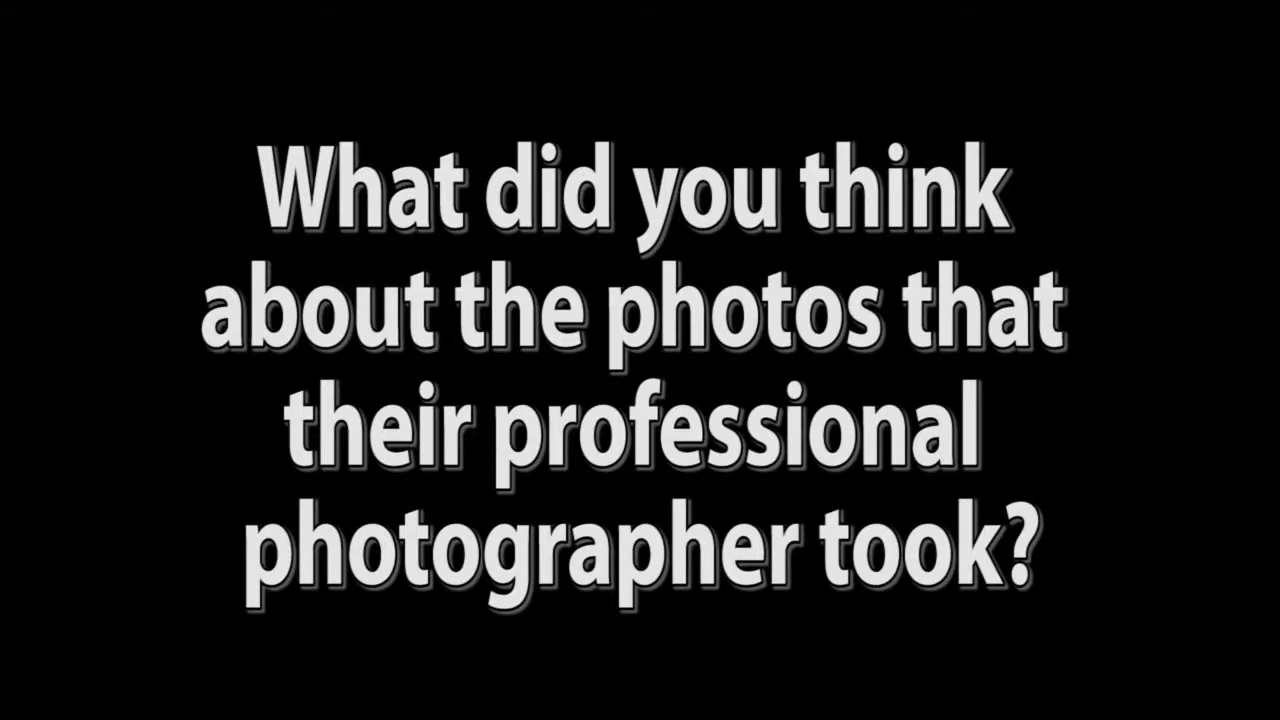 What did you think
about the photos that
their professional
photographer took?